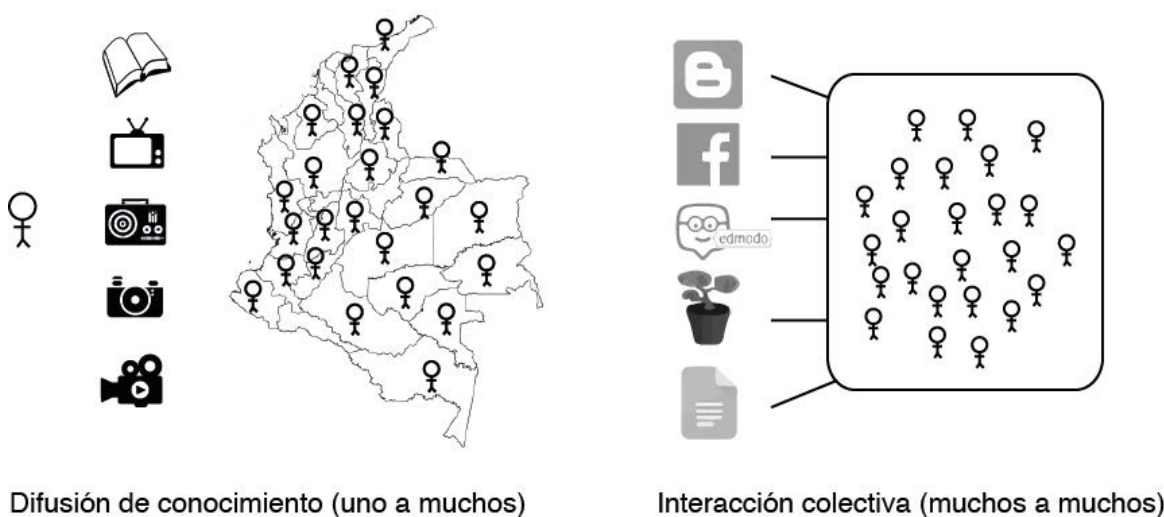 edmodo
Difusión de conocimiento (uno a muchos)
Interacción colectiva (muchos a muchos)